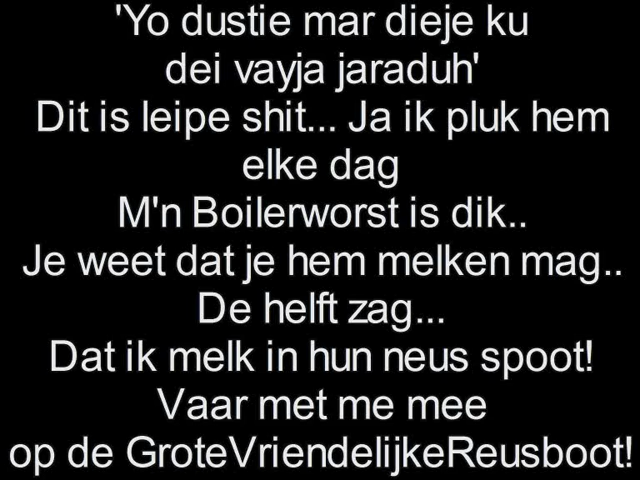 'Yo dustie mar dieje ku
dei vayja jaraduh'
Dit is leipe shit... Ja ik pluk hem
elke dag
M'n Boilerworst is dik..
Je weet dat je hem melken mag..
De helft zag...
Dat ik melk in hun neus spoot!
Vaar met me mee
op de GroteVriendelijkeReusboot!